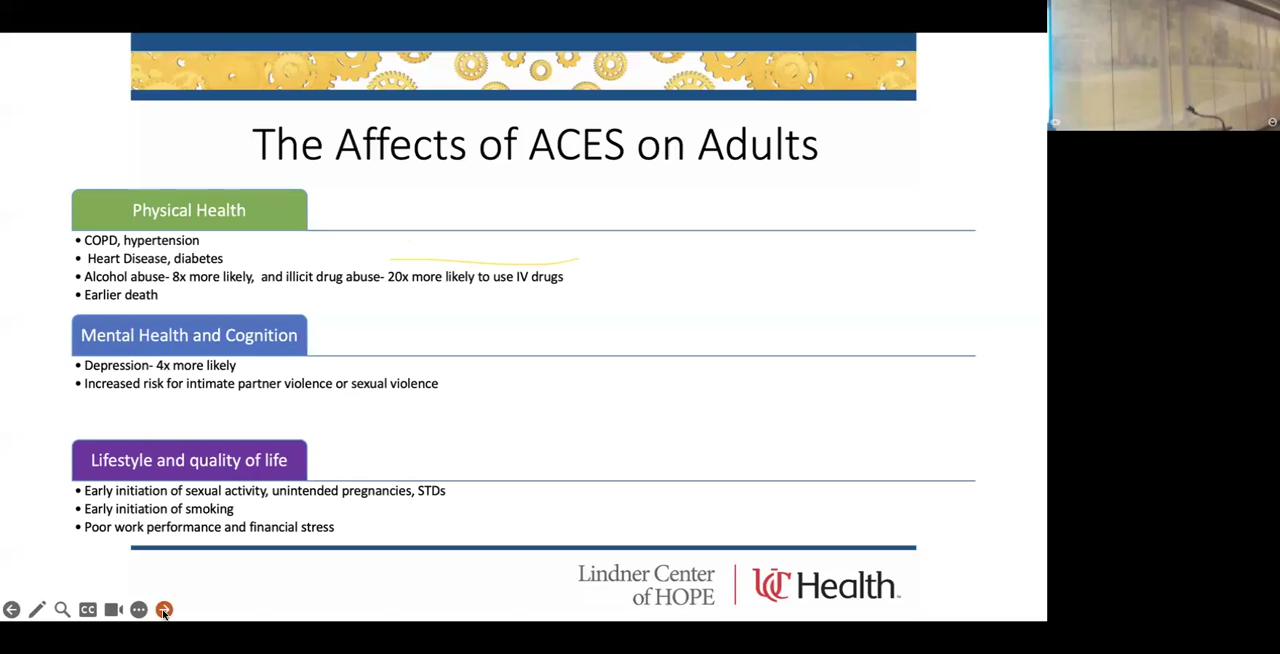 The Affects of ACES on Adults
Physical Health
• COPD, hypertension
• Heart Disease, diabetes
• Alcohol abuse- 8x more likely, and illicit drug abuse- 20x more likely to use IV drugs
• Earlier death
Mental Health and Cognition
• Depression- 4x more likely
• Increased risk for intimate partner violence or sexual violence
Lifestyle and quality of life
• Early initiation of sexual activity, unintended pregnancies, STDs
• Early initiation of smoking
• Poor work performance and financial stress
Lindner Center
of HOPE
UC Health™
CC